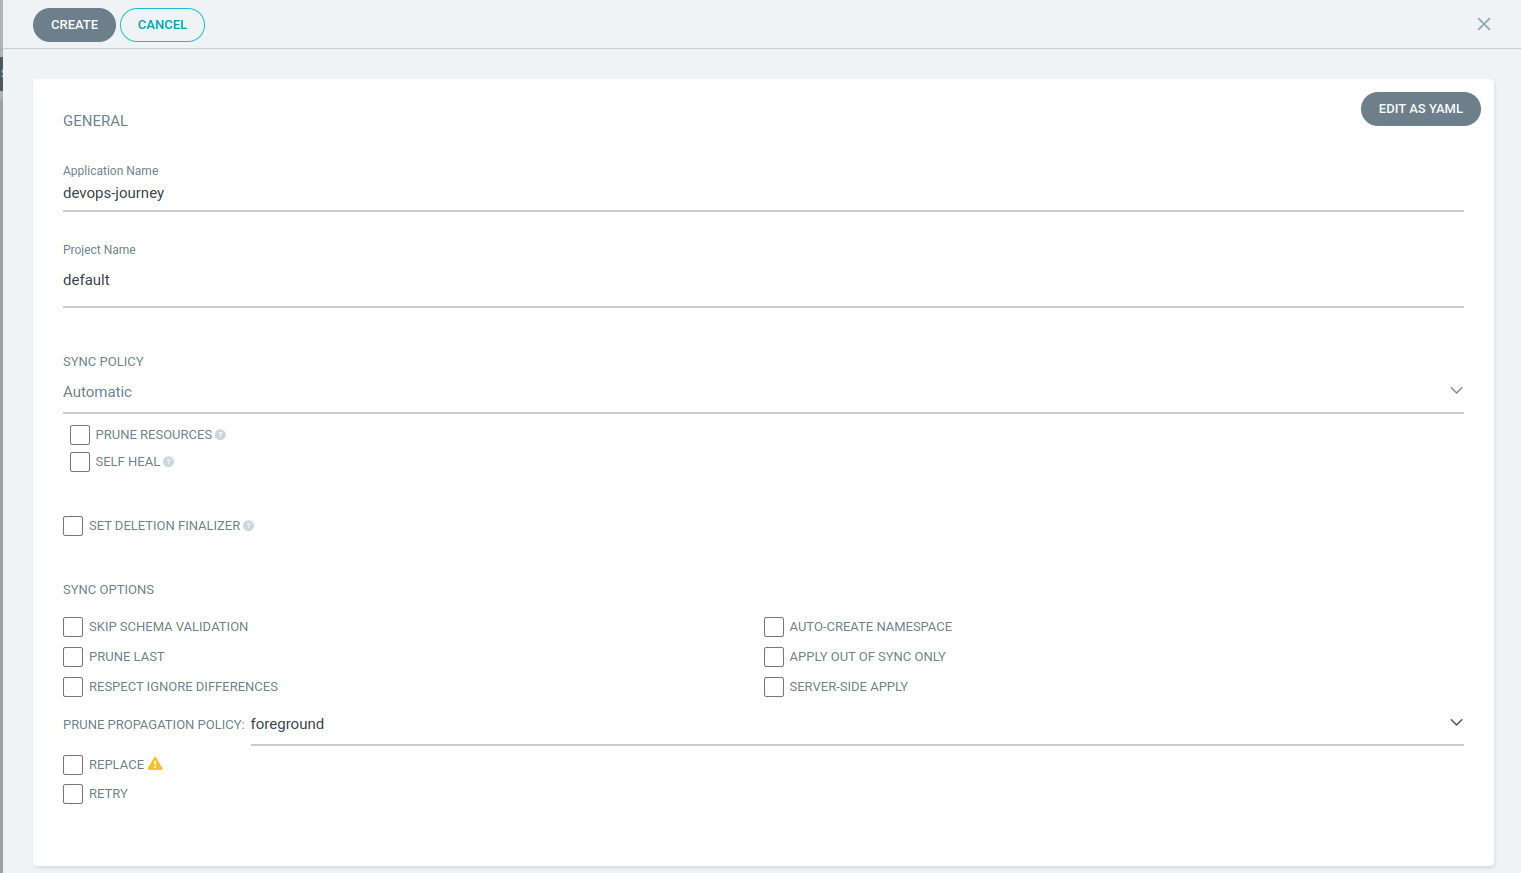 CREATE CANCEL
EDIT AS YAML
GENERAL
Application Name
devops-journey
Project Name
default
SYNC POLICY
Automatic
PRUNE RESOURCES ?
SELF HEAL ?
SET DELETION FINALIZER ?
SYNC OPTIONS
SKIP SCHEMA VALIDATION AUTO-CREATE NAMESPACE
PRUNE LAST APPLY OUT OF SYNC ONLY
RESPECT IGNORE DIFFERENCES SERVER-SIDE APPLY
PRUNE PROPAGATION POLICY: foreground
REPLACE
RETRY